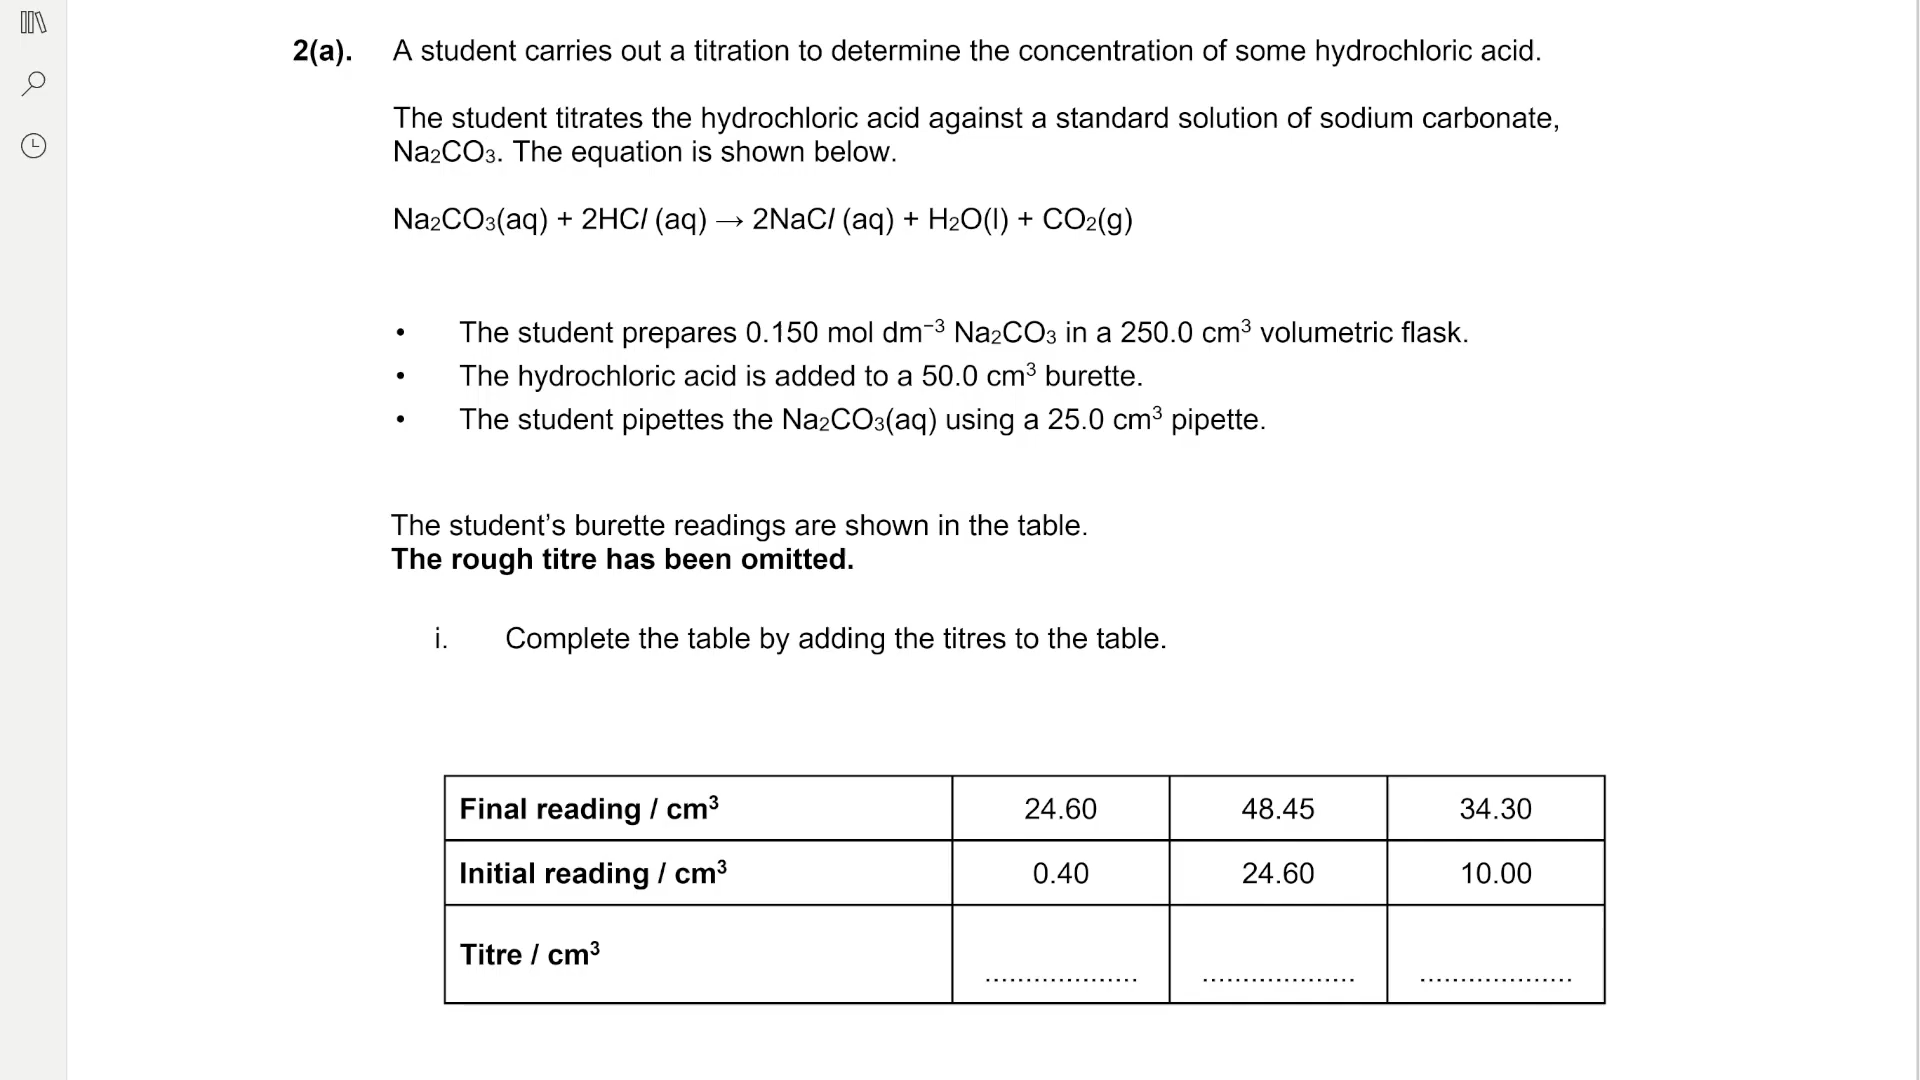 2(a). A student carries out a titration to determine the concentration of some hydrochloric acid.
The student titrates the hydrochloric acid against a standard solution of sodium carbonate,
Na₂CO₃. The equation is shown below.
Na₂CO₃(aq) + 2HCl (aq) → 2NaCl (aq) + H₂O(l) + CO₂(g)
• The student prepares 0.150 mol dm⁻³ Na₂CO₃ in a 250.0 cm³ volumetric flask.
• The hydrochloric acid is added to a 50.0 cm³ burette.
• The student pipettes the Na₂CO₃(aq) using a 25.0 cm³ pipette.
The student’s burette readings are shown in the table.
The rough titre has been omitted.
i. Complete the table by adding the titres to the table.
Final reading / cm³ 24.60 48.45 34.30
Initial reading / cm³ 0.40 24.60 10.00
Titre / cm³ ................... ................... ...................